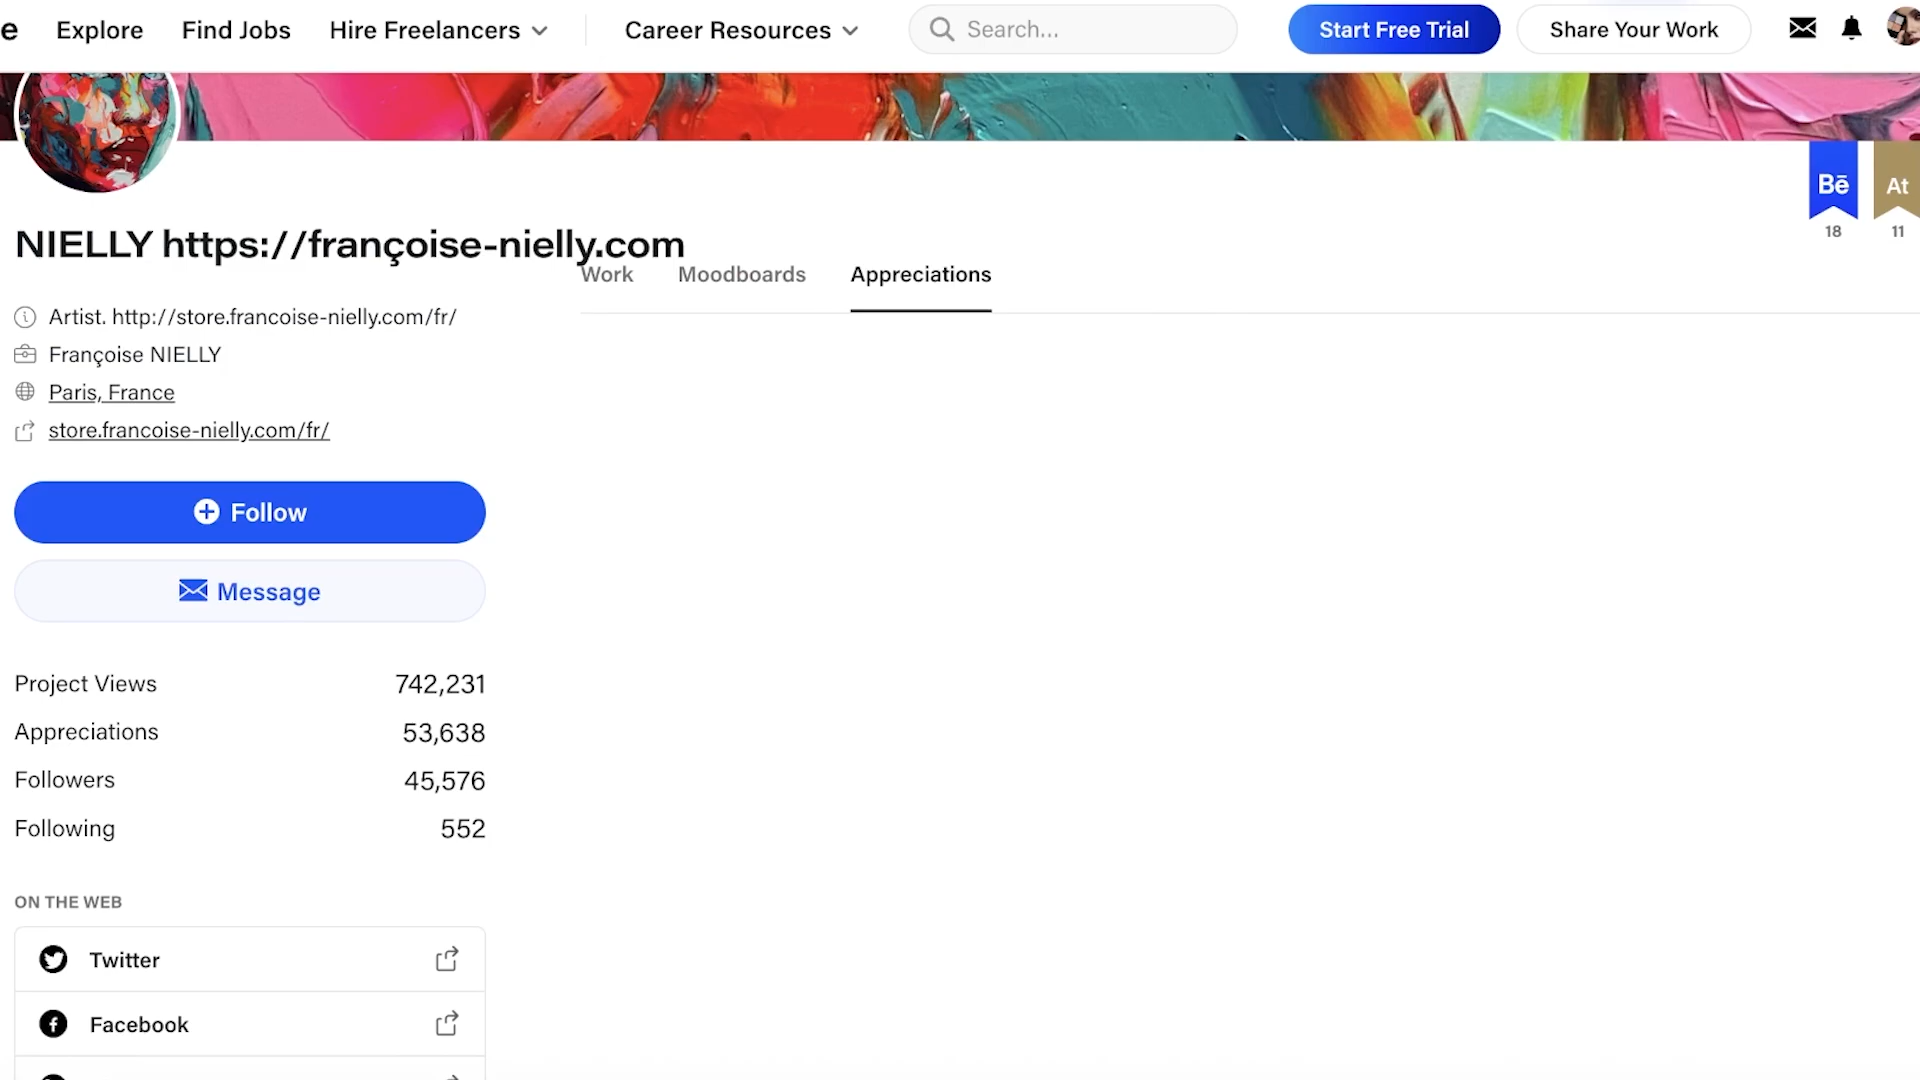 e Explore Find Jobs Hire Freelancers Career Resources Search... Start Free Trial Share Your Work
Bē At
18 11
NIELLY https://françoise-nielly.com
Work Moodboards Appreciations
Artist. http://store.francoise-nielly.com/fr/
Françoise NIELLY
Paris, France
store.francoise-nielly.com/fr/
Follow
Message
Project Views 742,231
Appreciations 53,638
Followers 45,576
Following 552
ON THE WEB
Twitter
Facebook